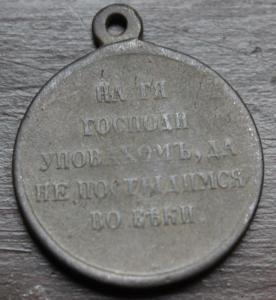 НА ТЯ
ГОСПОДИ
УПОВАХОМЪ, ДА
НЕ ПОСТЫДИМСЯ
ВО ВѢКИ.